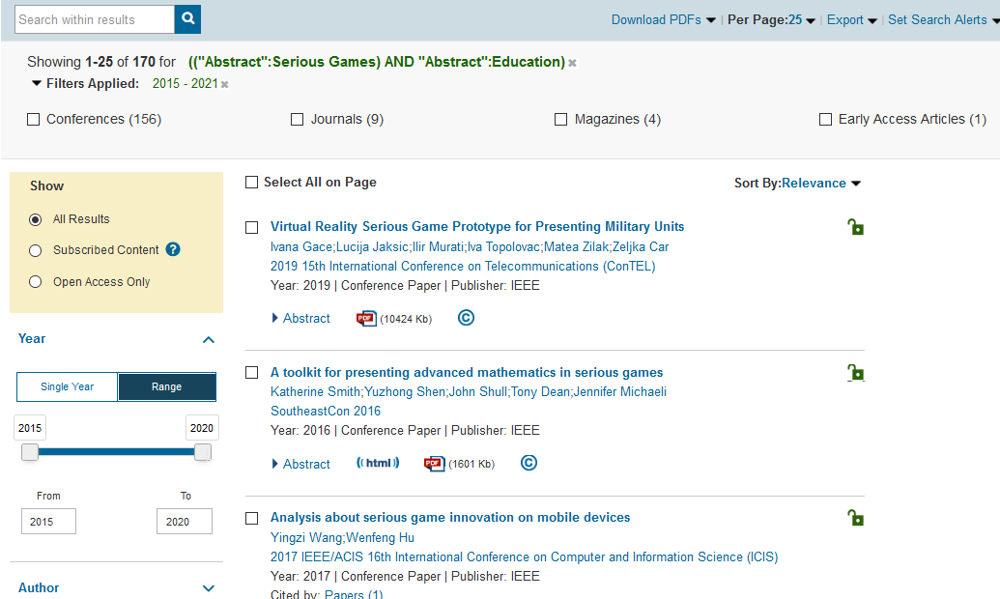 Search within results
Download PDFs | Per Page:25 | Export | Set Search Alerts
Showing 1-25 of 170 for (("Abstract":Serious Games) AND "Abstract":Education) ×
Filters Applied: 2015 - 2021 ×
Conferences (156) Journals (9) Magazines (4) Early Access Articles (1)
Show
All Results
Subscribed Content ?
Open Access Only
Year
Single Year Range
2015 2020
From To
2015 2020
Author
Select All on Page Sort By:Relevance
Virtual Reality Serious Game Prototype for Presenting Military Units
Ivana Gace;Lucija Jaksic;Ilir Murati;Iva Topolovac;Matea Zilak;Zeljka Car
2019 15th International Conference on Telecommunications (ConTEL)
Year: 2019 | Conference Paper | Publisher: IEEE
Abstract PDF (10424 Kb) ©
A toolkit for presenting advanced mathematics in serious games
Katherine Smith;Yuzhong Shen;John Shull;Tony Dean;Jennifer Michaeli
SoutheastCon 2016
Year: 2016 | Conference Paper | Publisher: IEEE
Abstract ((html)) PDF (1601 Kb) ©
Analysis about serious game innovation on mobile devices
Yingzi Wang;Wenfeng Hu
2017 IEEE/ACIS 16th International Conference on Computer and Information Science (ICIS)
Year: 2017 | Conference Paper | Publisher: IEEE
Cited by: Papers (1)